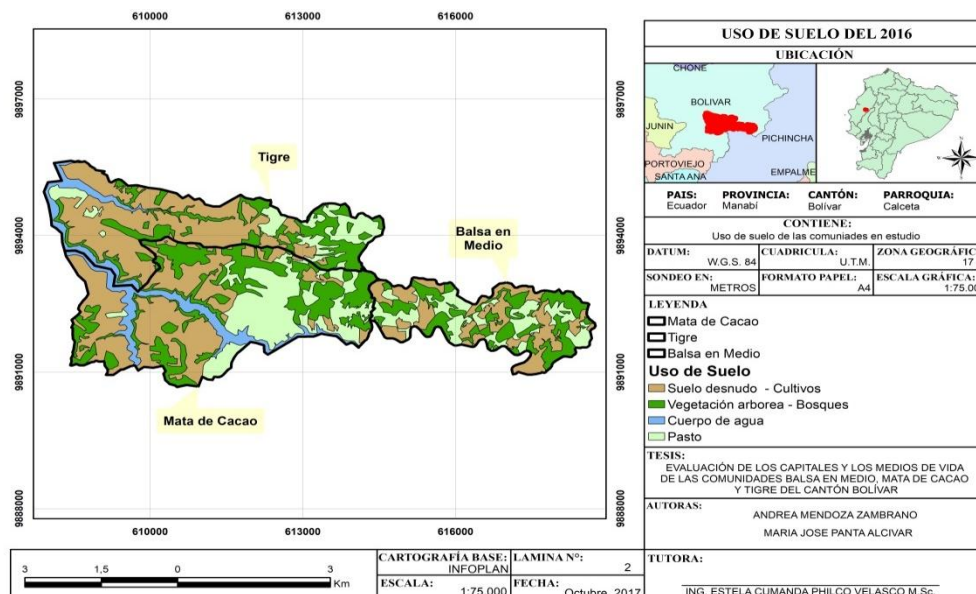 610000 613000 616000
9897000
9894000
9891000
9888000
Tigre
Balsa en
Medio
Mata de Cacao
9897000
9894000
9891000
9888000
610000 613000 616000
3 1,5 0 3
Km
CARTOGRAFÍA BASE:
INFOPLAN
LAMINA N°:
2
ESCALA:
1:75.000
FECHA:
Octubre, 2017
USO DE SUELO DEL 2016
UBICACIÓN
CHONE
BOLIVAR
JUNIN
PICHINCHA
PORTOVIEJO
SANTA ANA
EMPALME
PAIS: PROVINCIA: CANTÓN: PARROQUIA:
Ecuador Manabí Bolívar Calceta
CONTIENE:
Uso de suelo de las comuniades en estudio
DATUM:
W.G.S. 84
CUADRICULA:
U.T.M.
ZONA GEOGRÁFIC
17
SONDEO EN:
METROS
FORMATO PAPEL:
A4
ESCALA GRÁFICA:
1:75.00
LEYENDA
Mata de Cacao
Tigre
Balsa en Medio
Uso de Suelo
Suelo desnudo - Cultivos
Vegetación arborea - Bosques
Cuerpo de agua
Pasto
TESIS:
EVALUACIÓN DE LOS CAPITALES Y LOS MEDIOS DE VIDA
DE LAS COMUNIDADES BALSA EN MEDIO, MATA DE CACAO
Y TIGRE DEL CANTÓN BOLÍVAR
AUTORAS:
ANDREA MENDOZA ZAMBRANO
MARIA JOSE PANTA ALCIVAR
TUTORA:
ING. ESTELA CUMANDA PHILCO VELASCO M.Sc.